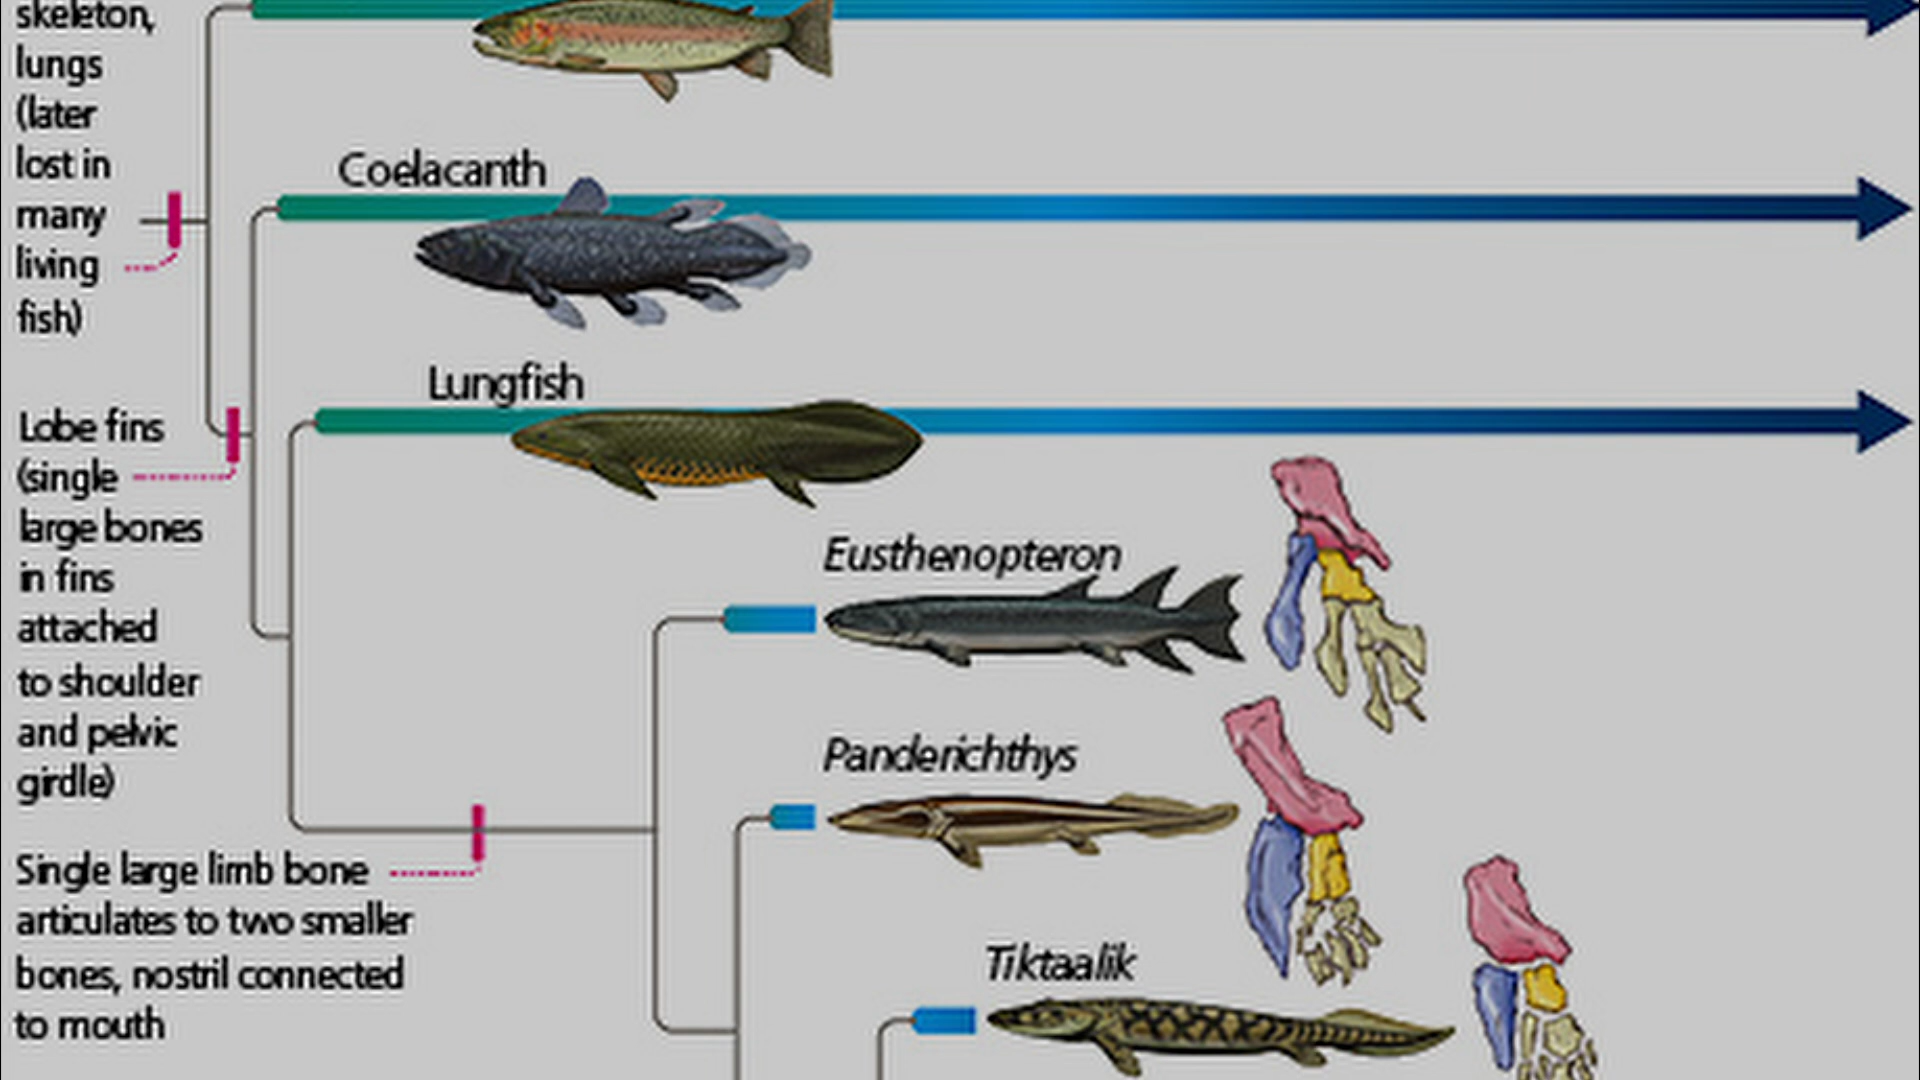 skeleton,
lungs
(later
lost in
many
living
fish)
Coelacanth
Lungfish
Lobe fins
(single
large bones
in fins
attached
to shoulder
and pelvic
girdle)
Eusthenopteron
Panderichthys
Single large limb bone
articulates to two smaller
bones, nostril connected
to mouth
Tiktaalik